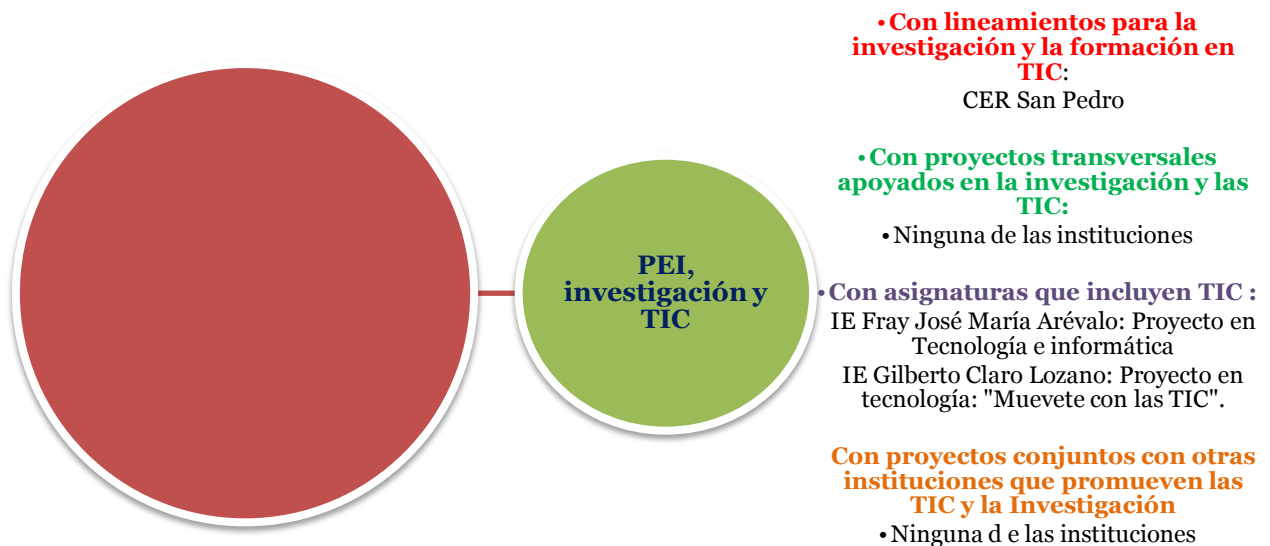 PEI,
investigación y
TIC
•Con lineamientos para la
investigación y la formación en
TIC:
CER San Pedro
•Con proyectos transversales
apoyados en la investigación y las
TIC:
•Ninguna de las instituciones
•Con asignaturas que incluyen TIC :
IE Fray José María Arévalo: Proyecto en
Tecnología e informática
IE Gilberto Claro Lozano: Proyecto en
tecnología: "Muevete con las TIC".
Con proyectos conjuntos con otras
instituciones que promueven las
TIC y la Investigación
•Ninguna d e las instituciones